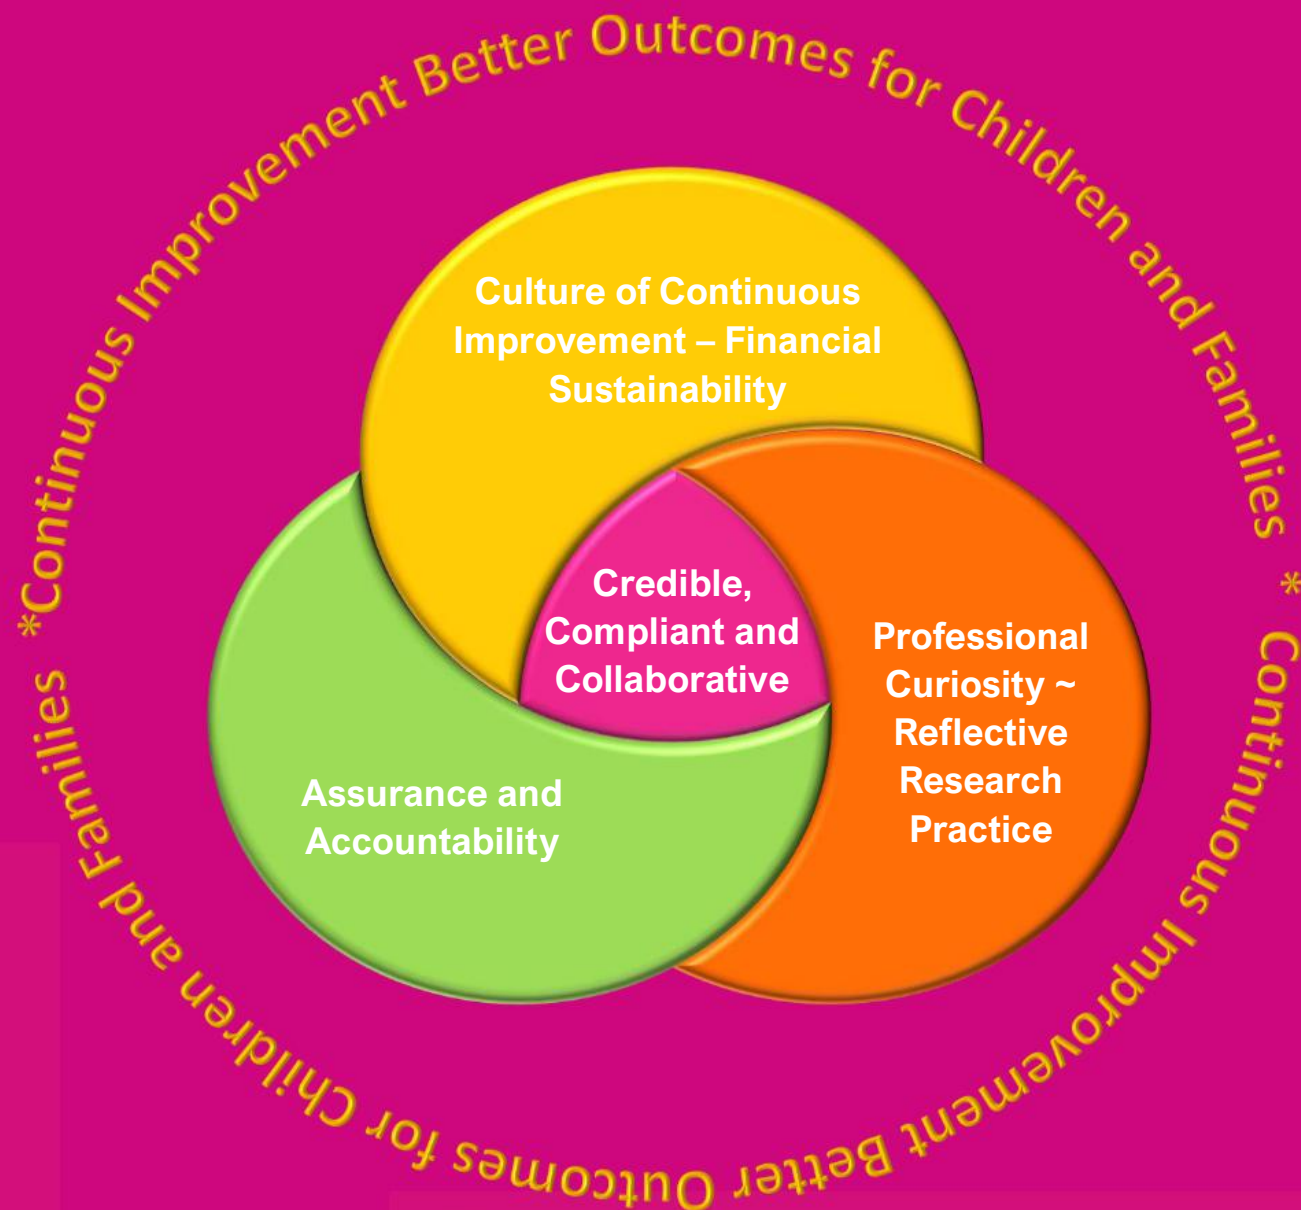 *Continuous Improvement Better Outcomes for Children and Families * Continuous Improvement Better Outcomes for Children and Families
Culture of Continuous
Improvement – Financial
Sustainability
Credible,
Compliant and
Collaborative
Professional
Curiosity ~
Reflective
Research
Practice
Assurance and
Accountability